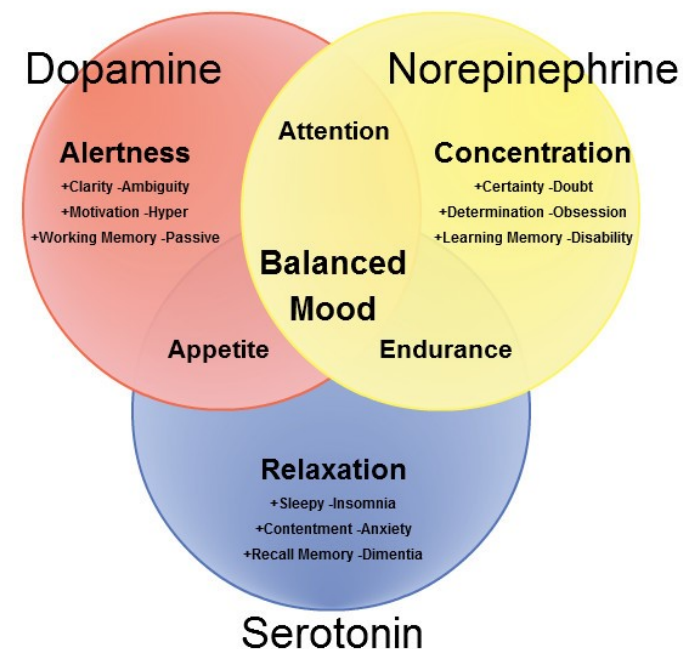 Dopamine
Norepinephrine
Attention
Alertness
+Clarity -Ambiguity
+Motivation -Hyper
+Working Memory -Passive
Concentration
+Certainty -Doubt
+Determination -Obsession
+Learning Memory -Disability
Balanced
Mood
Appetite
Endurance
Relaxation
+Sleepy -Insomnia
+Contentment -Anxiety
+Recall Memory -Dimentia
Serotonin